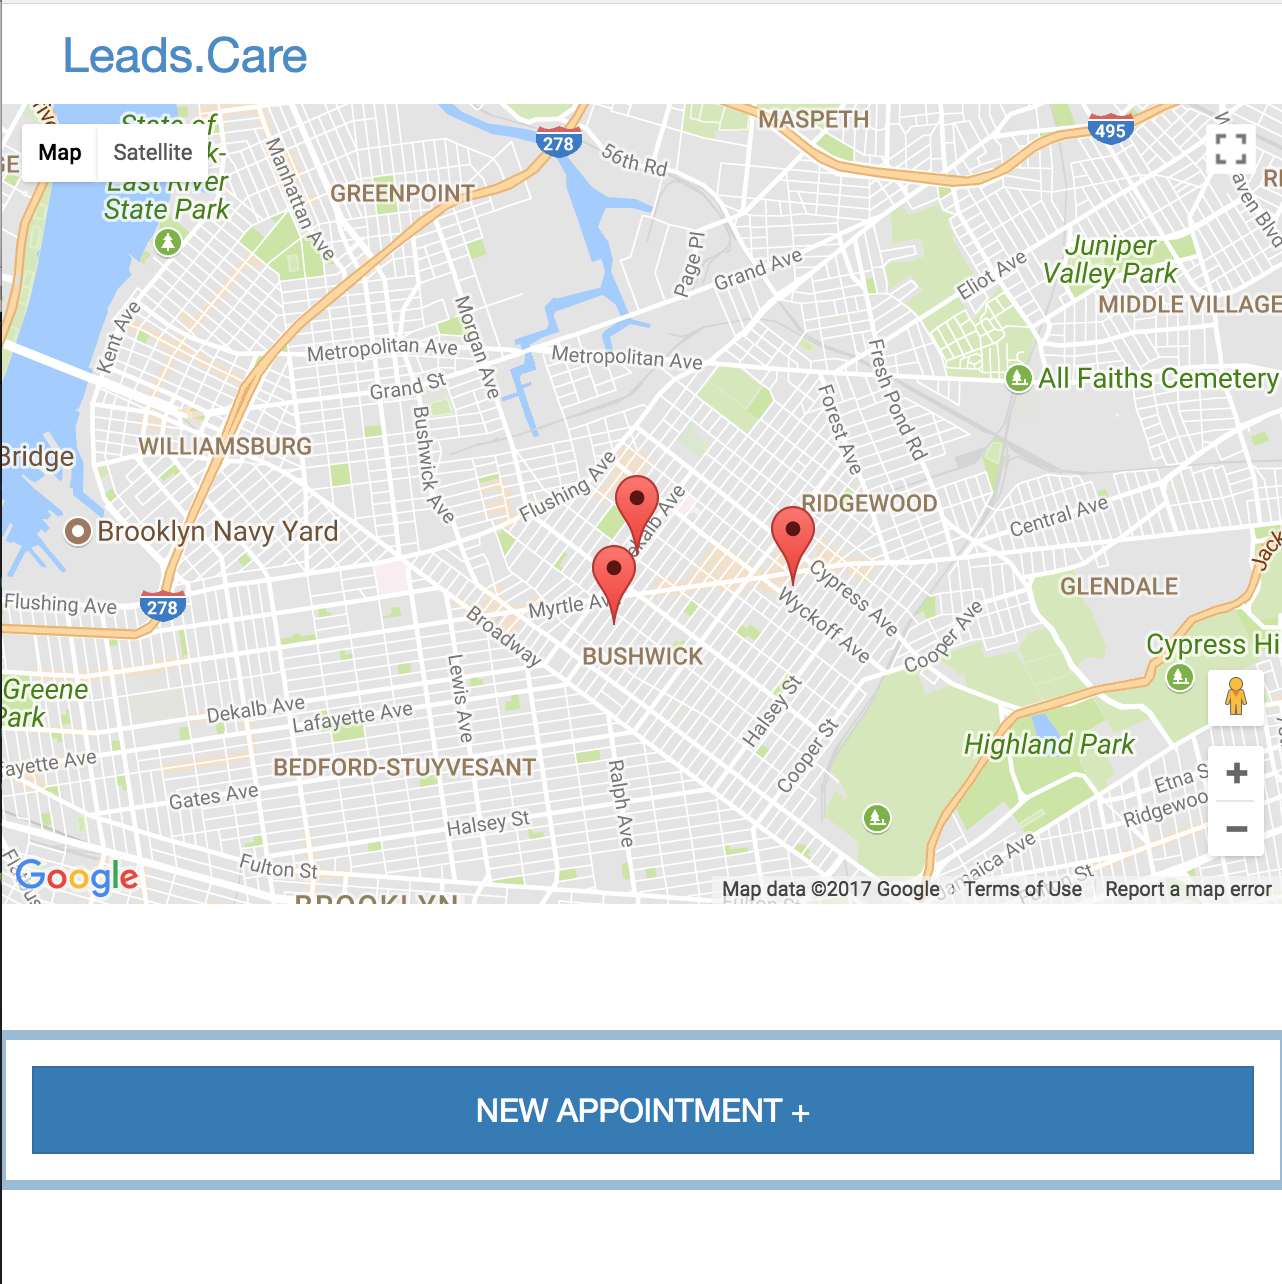 Leads.Care
Map
Satellite
State of
East River
State Park
Manhattan Ave
GREENPOINT
278
56th Rd
MASPETH
495
Page Pl
Grand Ave
Eliot Ave
Juniper
Valley Park
MIDDLE VILLAGE
Kent Ave
Metropolitan Ave
Morgan Ave
Metropolitan Ave
Grand St
Fresh Pond Rd
Forest Ave
All Faiths Cemetery
Bushwick Ave
WILLIAMSBURG
Bridge
Flushing Ave
RIDGEWOOD
Central Ave
Brooklyn Navy Yard
Cypress Ave
GLENDALE
Flushing Ave
278
Myrtle Av
Wyckoff Ave
Broadway
Cooper Ave
BUSHWICK
Cypress Hi
Greene
Park
Lewis Ave
Dekalb Ave
Lafayette Ave
Halsey St
Cooper St
Highland Park
ayette Ave
BEDFORD-STUYVESANT
Gates Ave
Ralph Ave
Etna S
Ridgewoo
Halsey St
Fulton St
Jamaica Ave
Google
BROOKLYN
Map data ©2017 Google
Terms of Use
Report a map error
NEW APPOINTMENT +